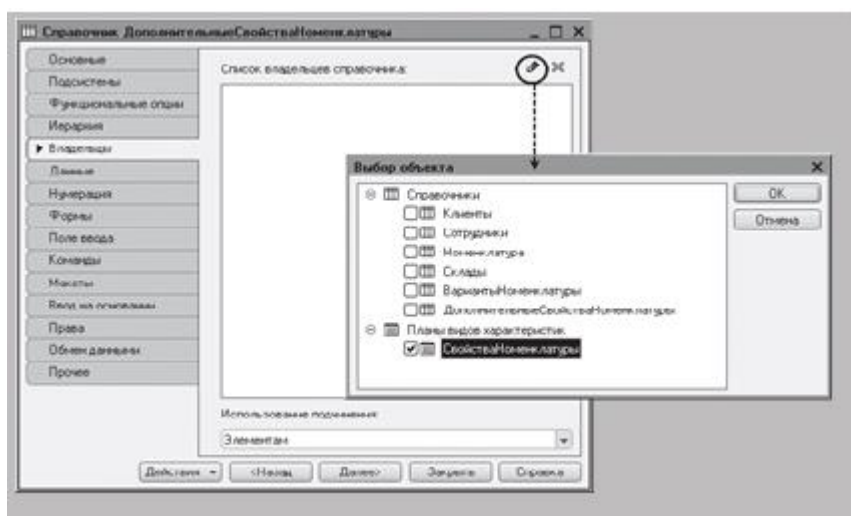 Справочник ДополнительныеСвойстваНоменклатуры
Основные
Подсистемы
Функциональные опции
Иерархия
Владельцы
Данные
Нумерация
Формы
Поле ввода
Команды
Макеты
Ввод на основании
Права
Обмен данными
Прочее
Список владельцев справочника:
Использование подчинения:
Элементам
Действия
<Назад
Далее>
Закрыть
Справка
Выбор объекта
Справочники
Клиенты
Сотрудники
Номенклатура
Склады
ВариантыНоменклатуры
ДополнительныеСвойстваНоменклатуры
Планы видов характеристик
СвойстваНоменклатуры
OK
Отмена